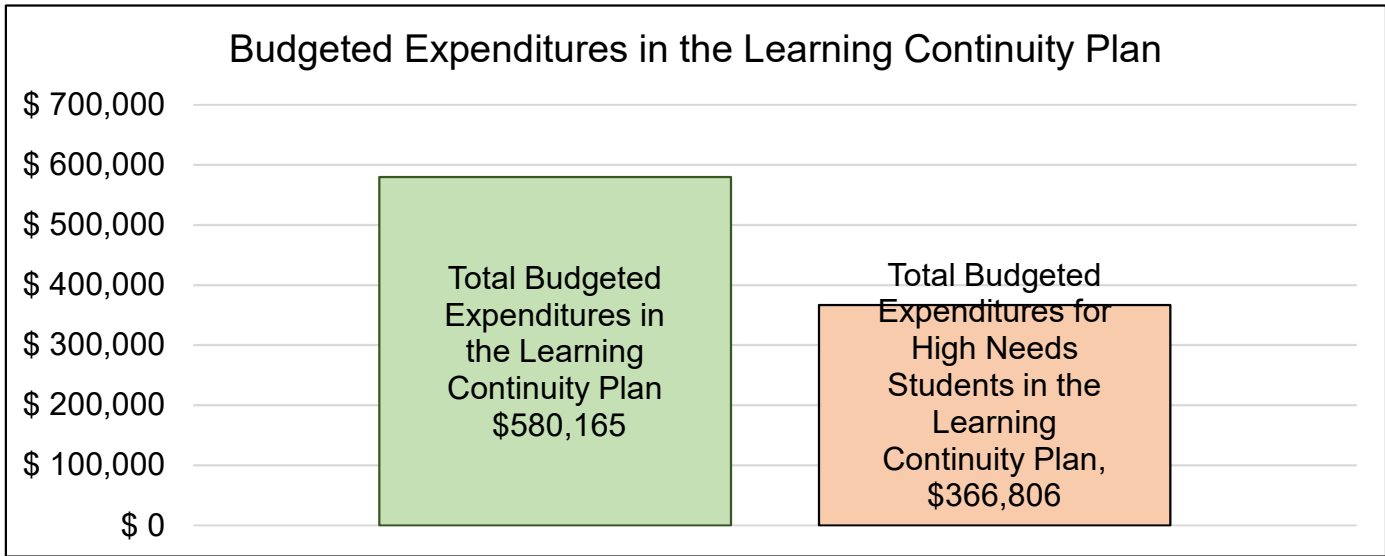 Budgeted Expenditures in the Learning Continuity Plan
$ 700,000
$ 600,000
$ 500,000
$ 400,000
$ 300,000
$ 200,000
$ 100,000
$ 0
Total Budgeted
Expenditures in
the Learning
Continuity Plan
$580,165
Total Budgeted
Expenditures for
High Needs
Students in the
Learning
Continuity Plan,
$366,806